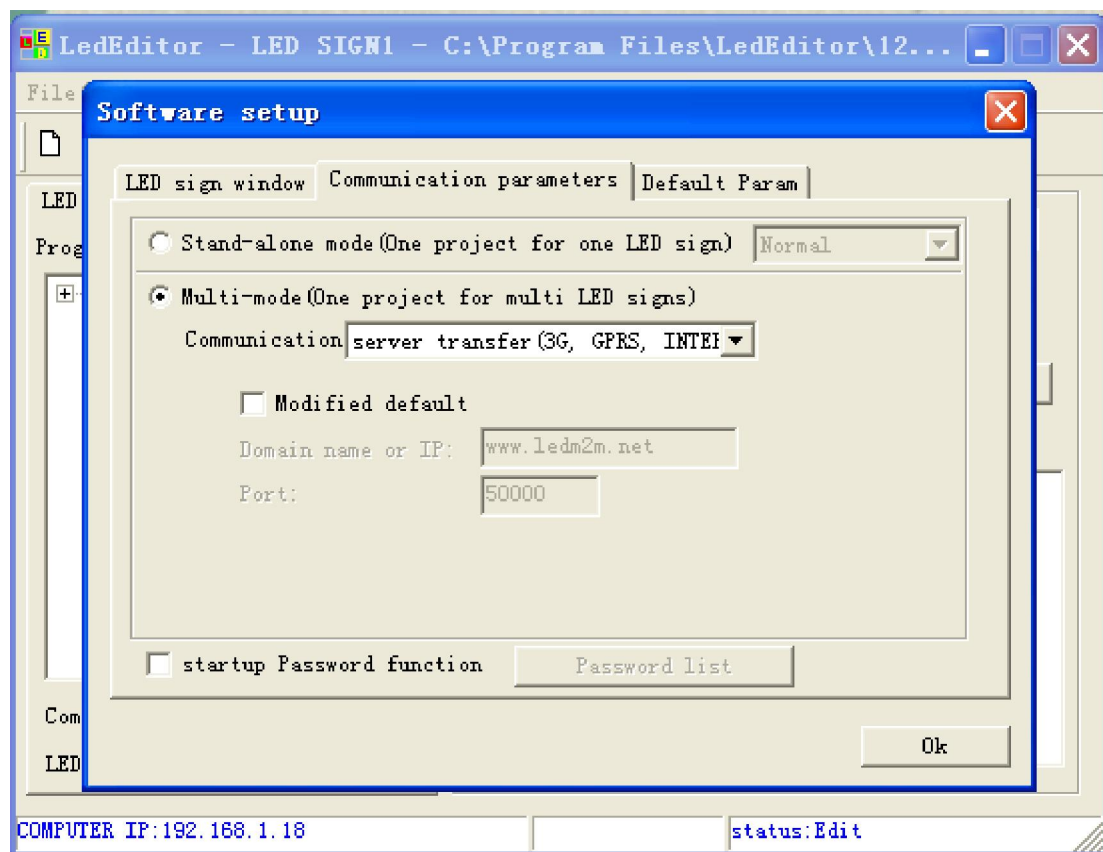 LedEditor - LED SIGN1 - C:\Program Files\LedEditor\12...
File
Software setup
LED sign window
Communication parameters
Default Param
LED
Prog
Stand-alone mode(One project for one LED sign)
Normal
Multi-mode(One project for multi LED signs)
Communication
server transfer(3G, GPRS, INTE
Modified default
Domain name or IP:
www.ledm2m.net
Port:
50000
startup Password function
Password list
Com
Ok
LED
COMPUTER IP:192.168.1.18
status:Edit